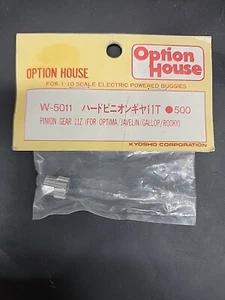 Option
House
OPTION HOUSE
FOR 1:10 SCALE ELECTRIC POWERED BUGGIES
W-5011 ハードピニオンギヤ11T ●500
PINION GEAR 11Z (FOR OPTIMA/JAVELIN/GALLOP/ROCKY)
KYOSHO CORPORATION